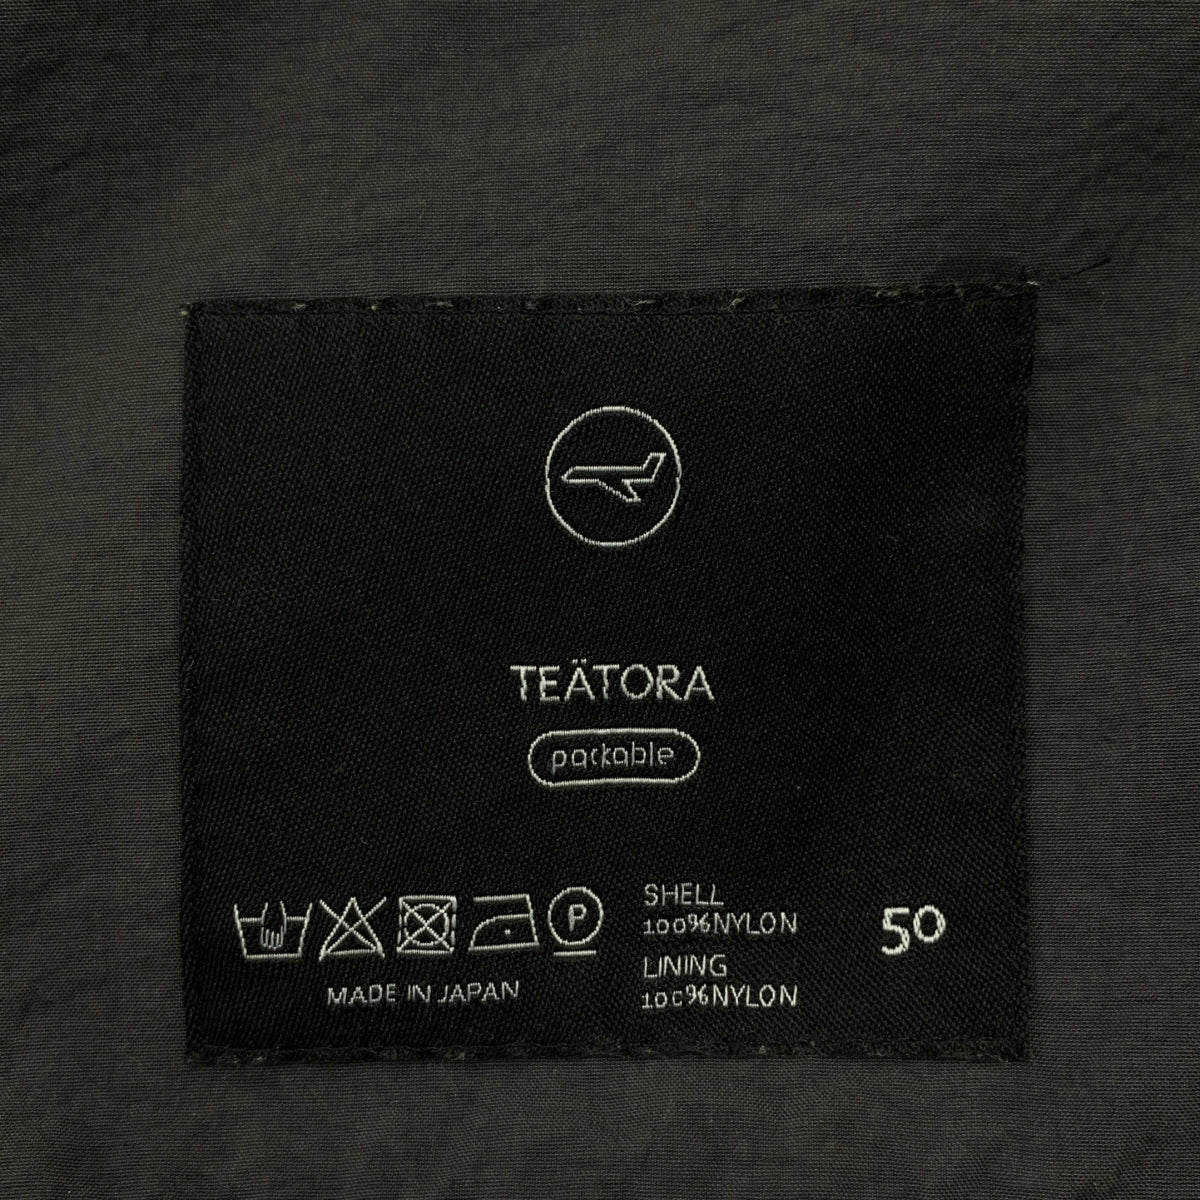 TEÄTORA
packable
P
SHELL
100%NYLON
LINING
100%NYLON
50
MADE IN JAPAN